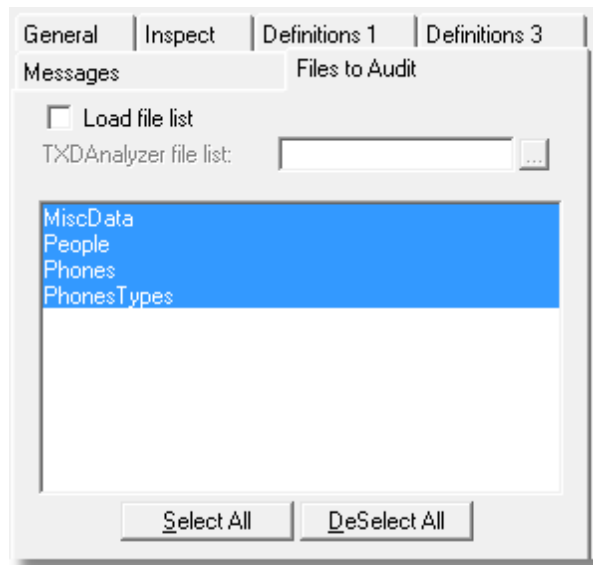 General Inspect Definitions 1 Definitions 3
Messages Files to Audit
Load file list
TXDAnalyzer file list: ...
MiscData
People
Phones
PhonesTypes
Select All DeSelect All